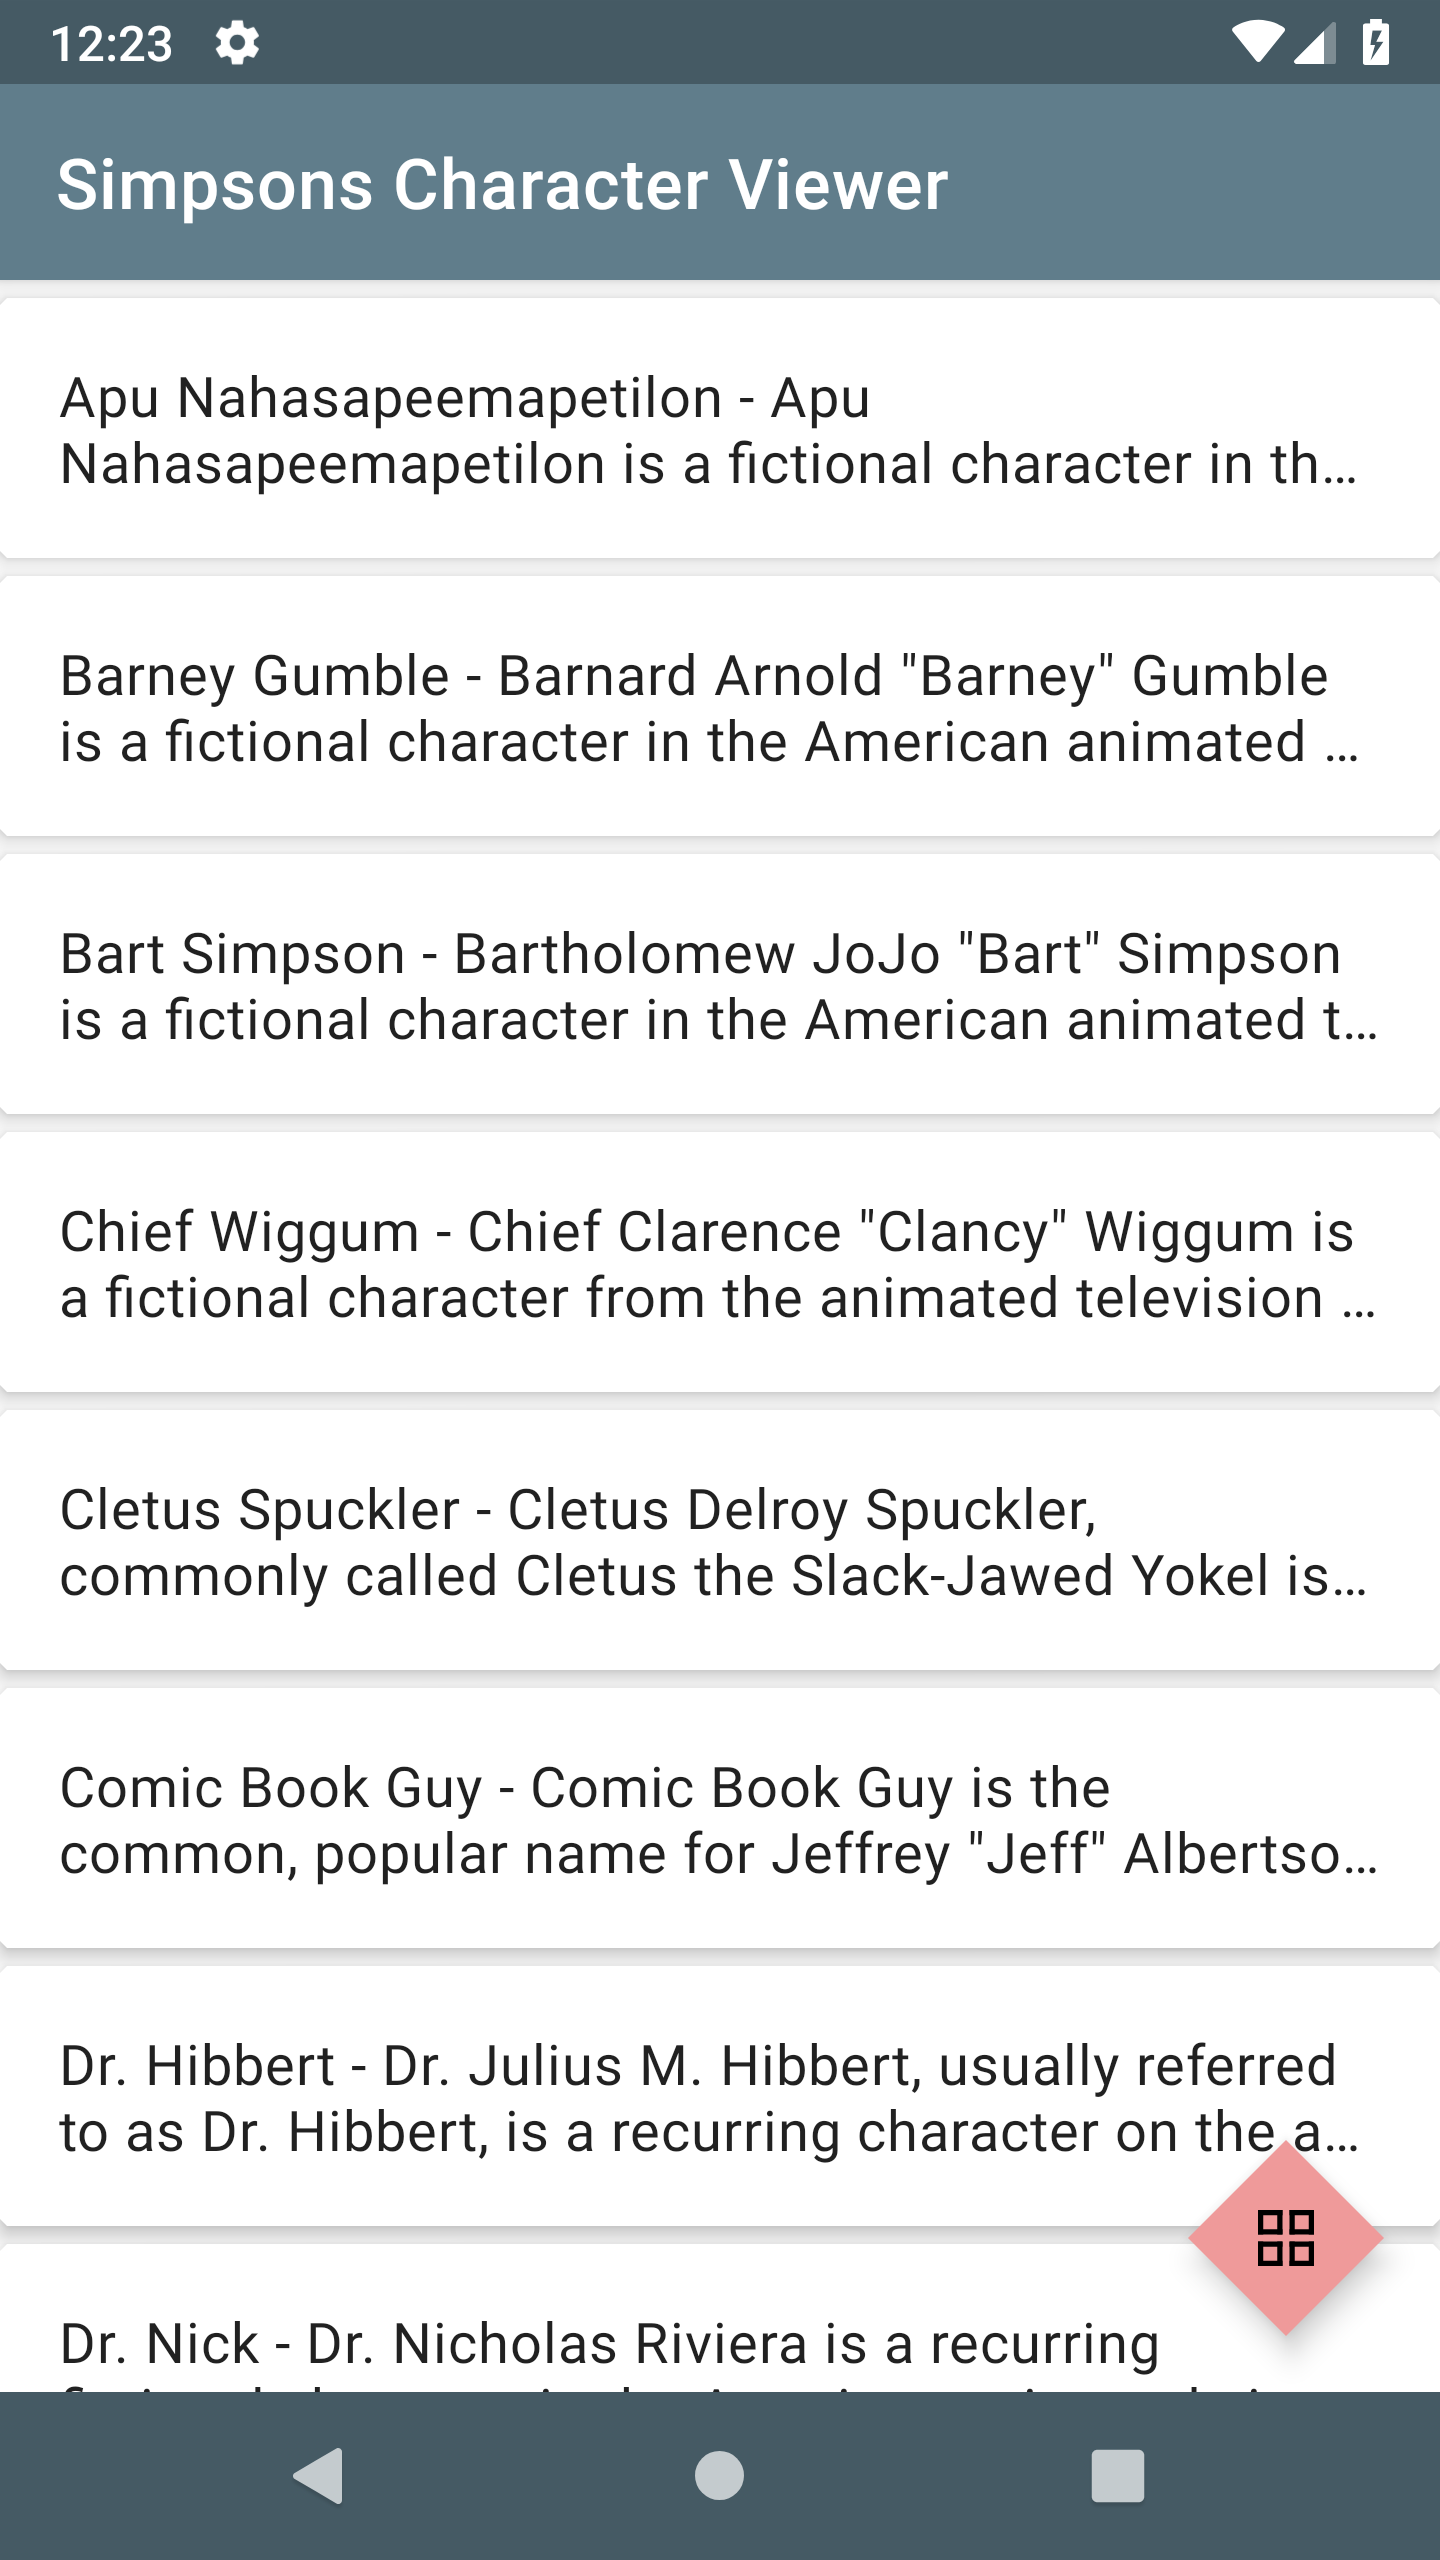 12:23
Simpsons Character Viewer
Apu Nahasapeemapetilon - Apu
Nahasapeemapetilon is a fictional character in th…
Barney Gumble - Barnard Arnold "Barney" Gumble
is a fictional character in the American animated …
Bart Simpson - Bartholomew JoJo "Bart" Simpson
is a fictional character in the American animated t…
Chief Wiggum - Chief Clarence "Clancy" Wiggum is
a fictional character from the animated television …
Cletus Spuckler - Cletus Delroy Spuckler,
commonly called Cletus the Slack-Jawed Yokel is…
Comic Book Guy - Comic Book Guy is the
common, popular name for Jeffrey "Jeff" Albertso…
Dr. Hibbert - Dr. Julius M. Hibbert, usually referred
to as Dr. Hibbert, is a recurring character on the a…
Dr. Nick - Dr. Nicholas Riviera is a recurring